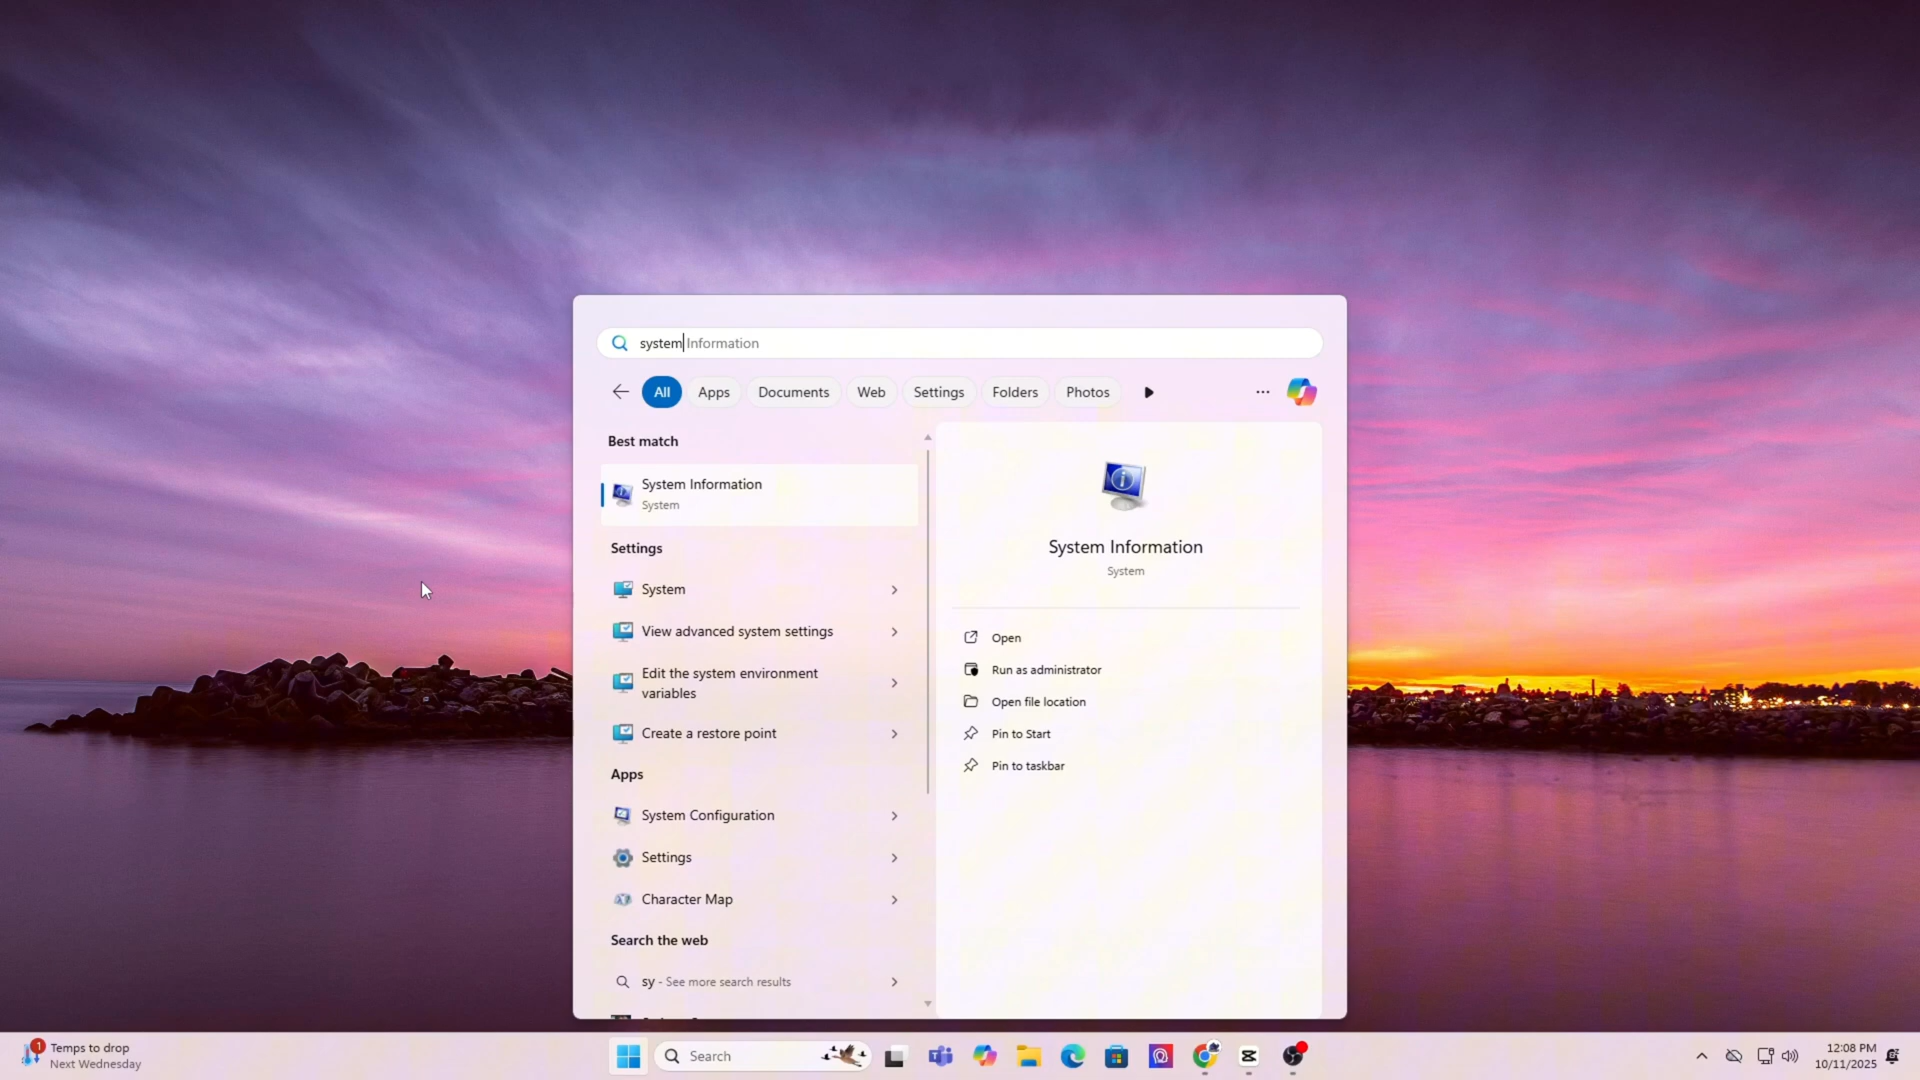 system Information
All Apps Documents Web Settings Folders Photos
Best match
System Information
System
Settings
System
View advanced system settings
Edit the system environment
variables
Create a restore point
Apps
System Configuration
Settings
Character Map
Search the web
sy - See more search results
System Information
System
Open
Run as administrator
Open file location
Pin to Start
Pin to taskbar
1
Temps to drop
Next Wednesday
Search
12:08 PM
10/11/2025